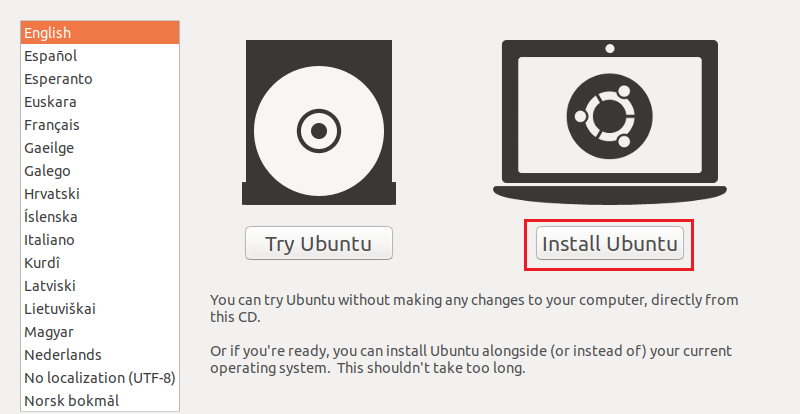 English
Español
Esperanto
Euskara
Français
Gaeilge
Galego
Hrvatski
Íslenska
Italiano
Kurdî
Latviski
Lietuviškai
Magyar
Nederlands
No localization (UTF-8)
Norsk bokmål
Try Ubuntu
Install Ubuntu
You can try Ubuntu without making any changes to your computer, directly from
this CD.
Or if you're ready, you can install Ubuntu alongside (or instead of) your current
operating system.  This shouldn't take too long.